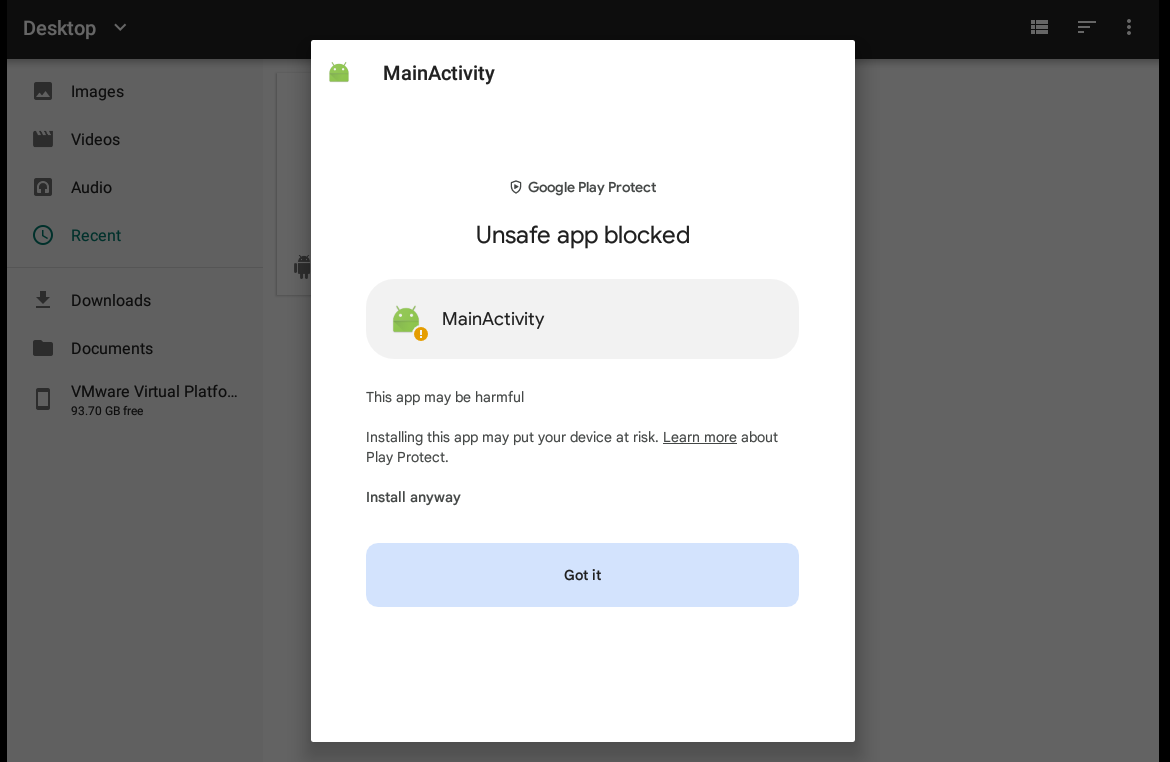 Desktop
Images
Videos
Audio
Recent
Downloads
Documents
VMware Virtual Platfo...
93.70 GB free
MainActivity
Google Play Protect
Unsafe app blocked
MainActivity
This app may be harmful
Installing this app may put your device at risk. Learn more about
Play Protect.
Install anyway
Got it